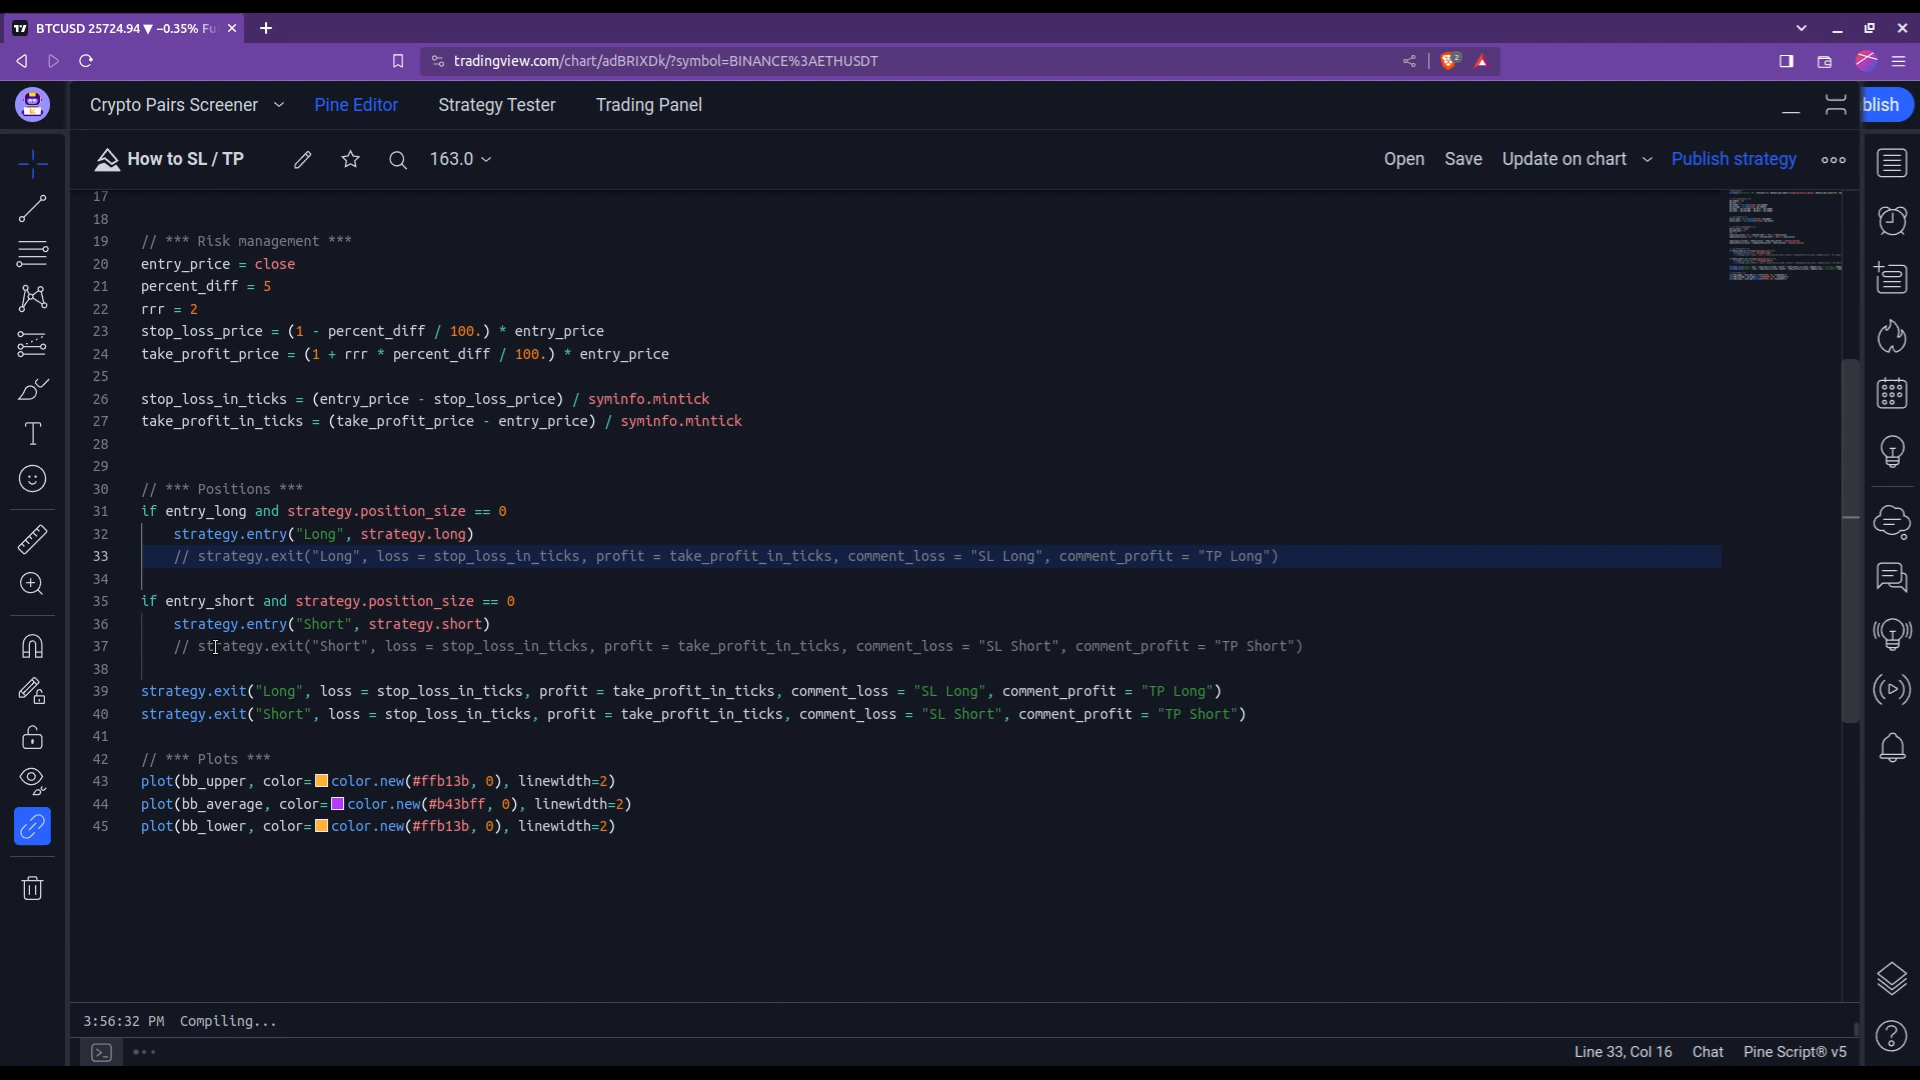 BTCUSD 25724.94 ▼ −0.35% Fu
tradingview.com/chart/adBRIXDk/?symbol=BINANCE%3AETHUSDT
2
Crypto Pairs Screener
Pine Editor
Strategy Tester
Trading Panel
blish
How to SL / TP
163.0
Open
Save
Update on chart
Publish strategy
17
18
19 // *** Risk management ***
20 entry_price = close
21 percent_diff = 5
22 rrr = 2
23 stop_loss_price = (1 - percent_diff / 100.) * entry_price
24 take_profit_price = (1 + rrr * percent_diff / 100.) * entry_price
25
26 stop_loss_in_ticks = (entry_price - stop_loss_price) / syminfo.mintick
27 take_profit_in_ticks = (take_profit_price - entry_price) / syminfo.mintick
28
29
30 // *** Positions ***
31 if entry_long and strategy.position_size == 0
32 strategy.entry("Long", strategy.long)
33 // strategy.exit("Long", loss = stop_loss_in_ticks, profit = take_profit_in_ticks, comment_loss = "SL Long", comment_profit = "TP Long")
34
35 if entry_short and strategy.position_size == 0
36 strategy.entry("Short", strategy.short)
37 // strategy.exit("Short", loss = stop_loss_in_ticks, profit = take_profit_in_ticks, comment_loss = "SL Short", comment_profit = "TP Short")
38
39 strategy.exit("Long", loss = stop_loss_in_ticks, profit = take_profit_in_ticks, comment_loss = "SL Long", comment_profit = "TP Long")
40 strategy.exit("Short", loss = stop_loss_in_ticks, profit = take_profit_in_ticks, comment_loss = "SL Short", comment_profit = "TP Short")
41
42 // *** Plots ***
43 plot(bb_upper, color=color.new(#ffb13b, 0), linewidth=2)
44 plot(bb_average, color=color.new(#b43bff, 0), linewidth=2)
45 plot(bb_lower, color=color.new(#ffb13b, 0), linewidth=2)
3:56:32 PM Compiling...
Line 33, Col 16
Chat
Pine Script® v5